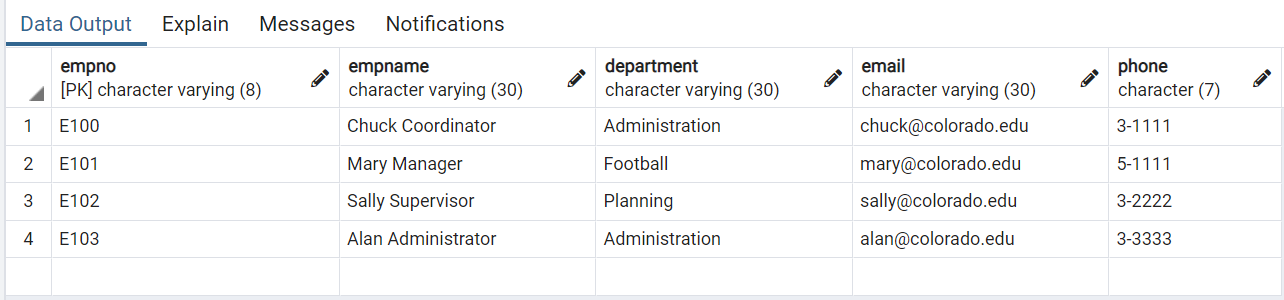 Data Output Explain Messages Notifications
empno empname department email phone
[PK] character varying (8) character varying (30) character varying (30) character varying (30) character (7)
1 E100 Chuck Coordinator Administration chuck@colorado.edu 3-1111
2 E101 Mary Manager Football mary@colorado.edu 5-1111
3 E102 Sally Supervisor Planning sally@colorado.edu 3-2222
4 E103 Alan Administrator Administration alan@colorado.edu 3-3333